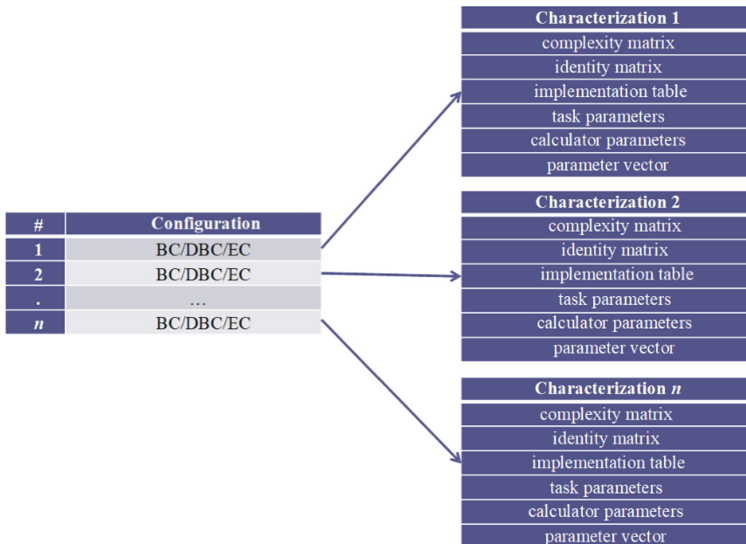 # Configuration
1 BC/DBC/EC
2 BC/DBC/EC
. ...
n BC/DBC/EC
Characterization 1
complexity matrix
identity matrix
implementation table
task parameters
calculator parameters
parameter vector
Characterization 2
complexity matrix
identity matrix
implementation table
task parameters
calculator parameters
parameter vector
Characterization n
complexity matrix
identity matrix
implementation table
task parameters
calculator parameters
parameter vector